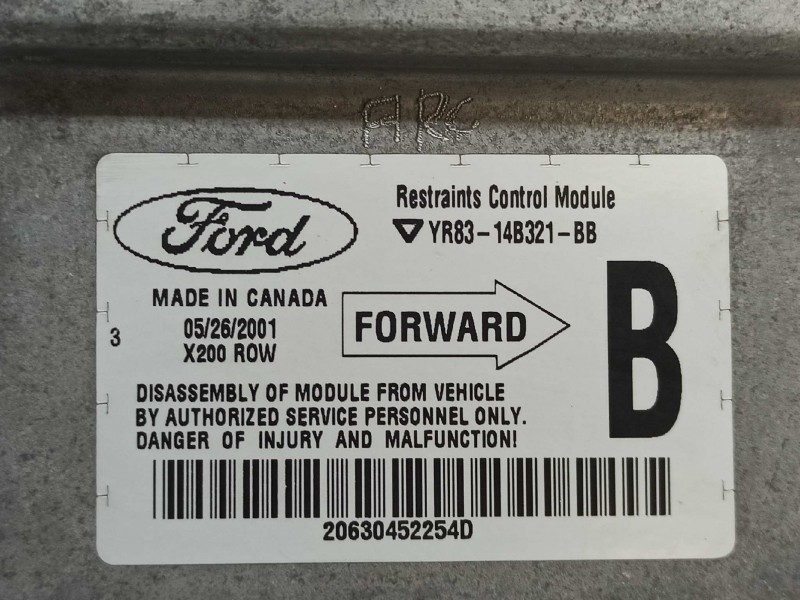 Ford
Restraints Control Module
YR83-14B321-BB
MADE IN CANADA
05/26/2001
X200 ROW
3
FORWARD
B
DISASSEMBLY OF MODULE FROM VEHICLE
BY AUTHORIZED SERVICE PERSONNEL ONLY.
DANGER OF INJURY AND MALFUNCTION!
20630452254D